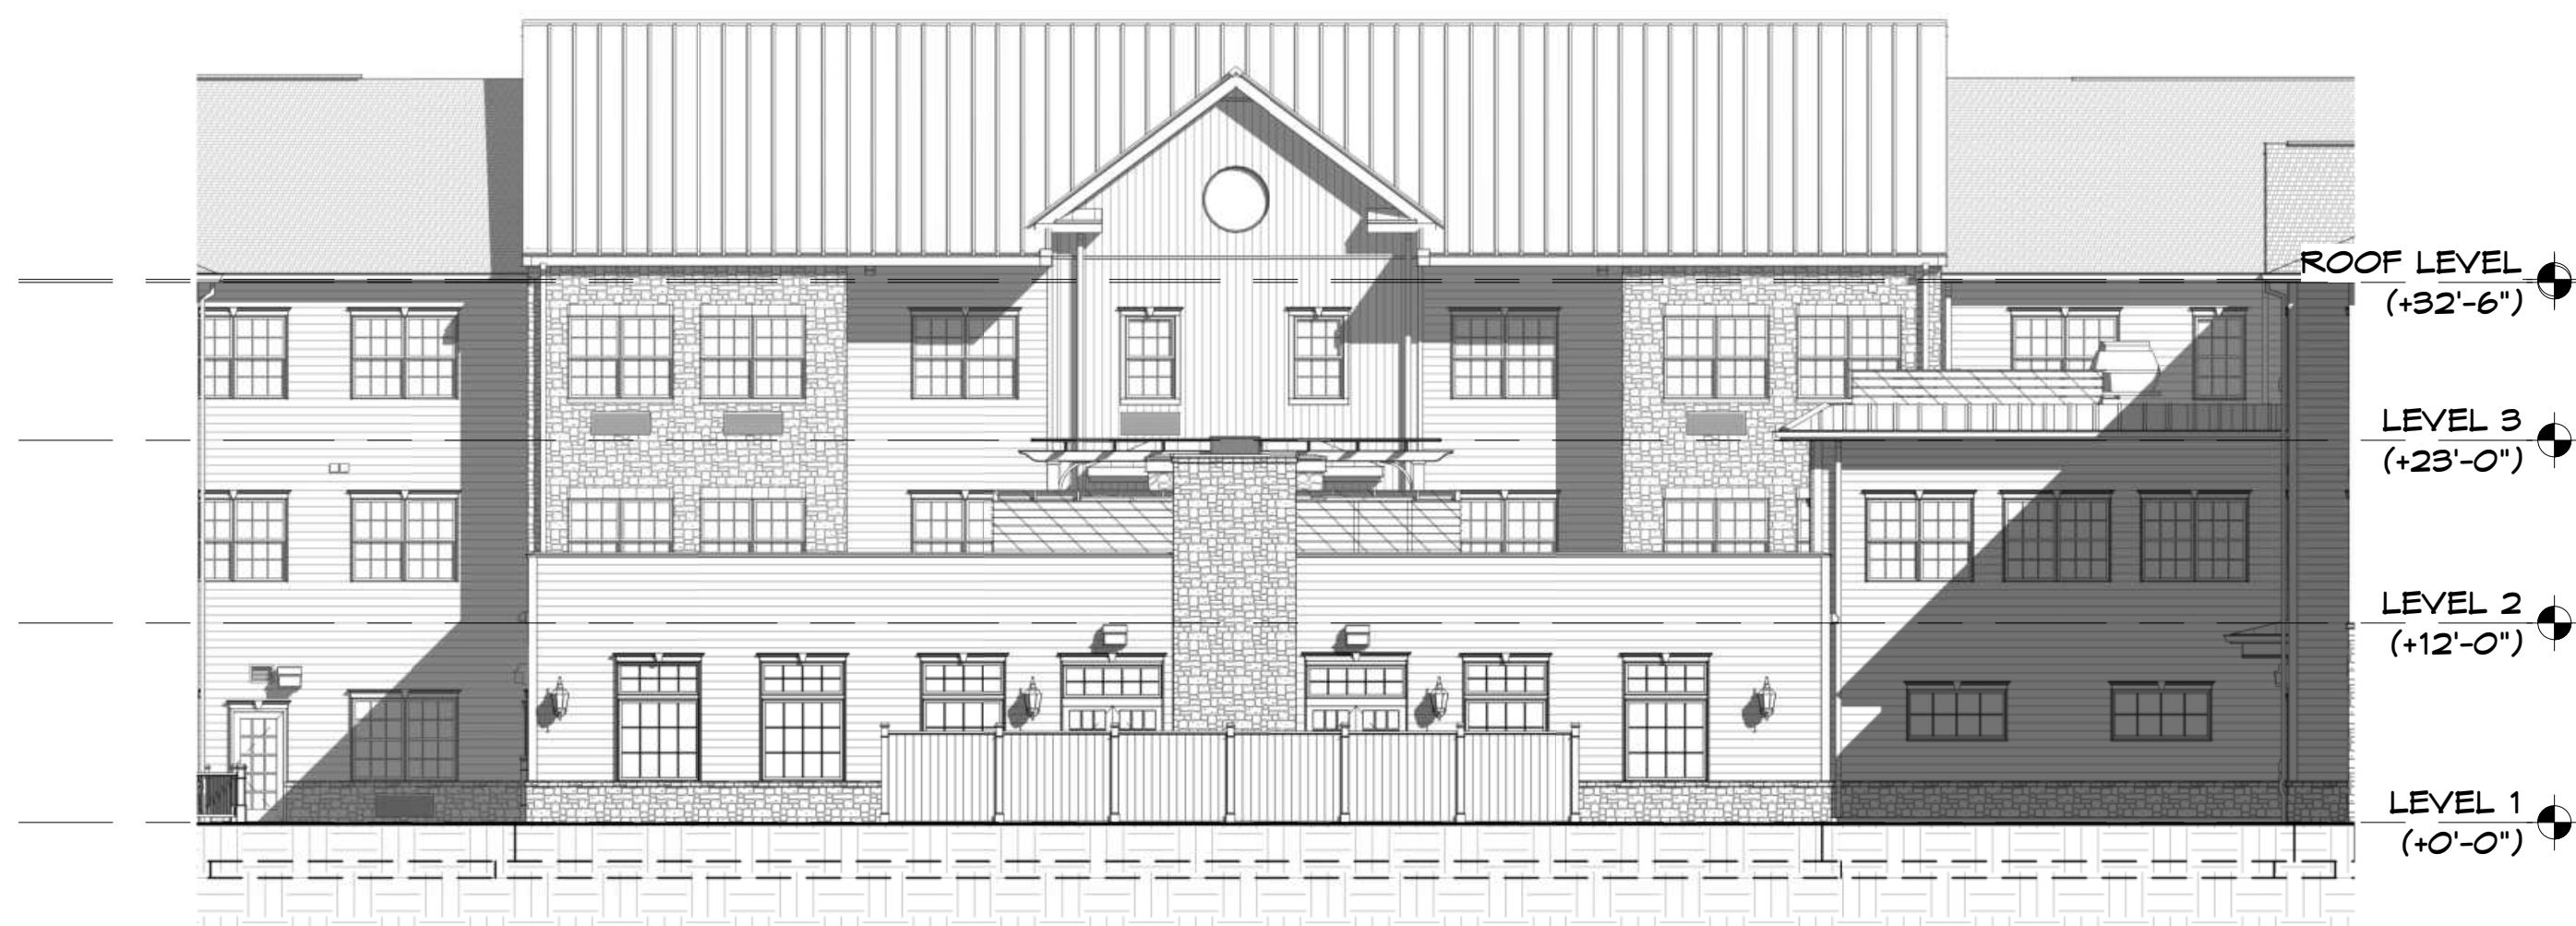 ROOF LEVEL
(+32'-6")
LEVEL 3
(+23'-0")
LEVEL 2
(+12'-0")
LEVEL 1
(+0'-0")